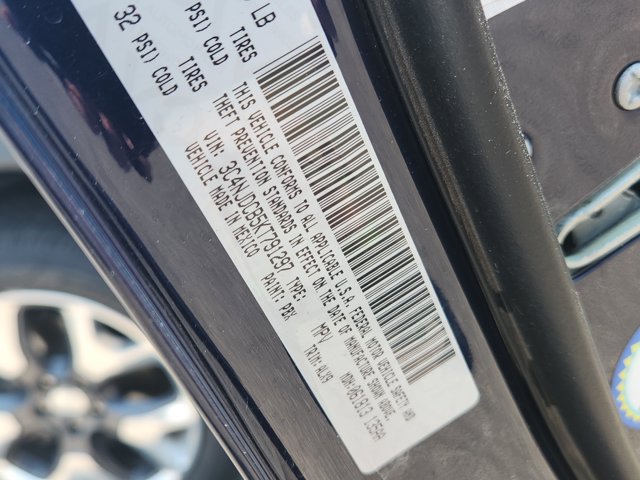 LB
TIRES
PSI) COLD
TIRES
32 PSI) COLD
THIS VEHICLE CONFORMS TO ALL APPLICABLE U.S.A. FEDERAL MOTOR VEHICLE SAFETY AND
THEFT PREVENTION STANDARDS IN EFFECT ON THE DATE OF MANUFACTURE SHOWN ABOVE.
VIN: 3C4NJDCB5KT791297 TYPE: MPV
VEHICLE MADE IN MEXICO PAINT: PBX TRIM: ALX9